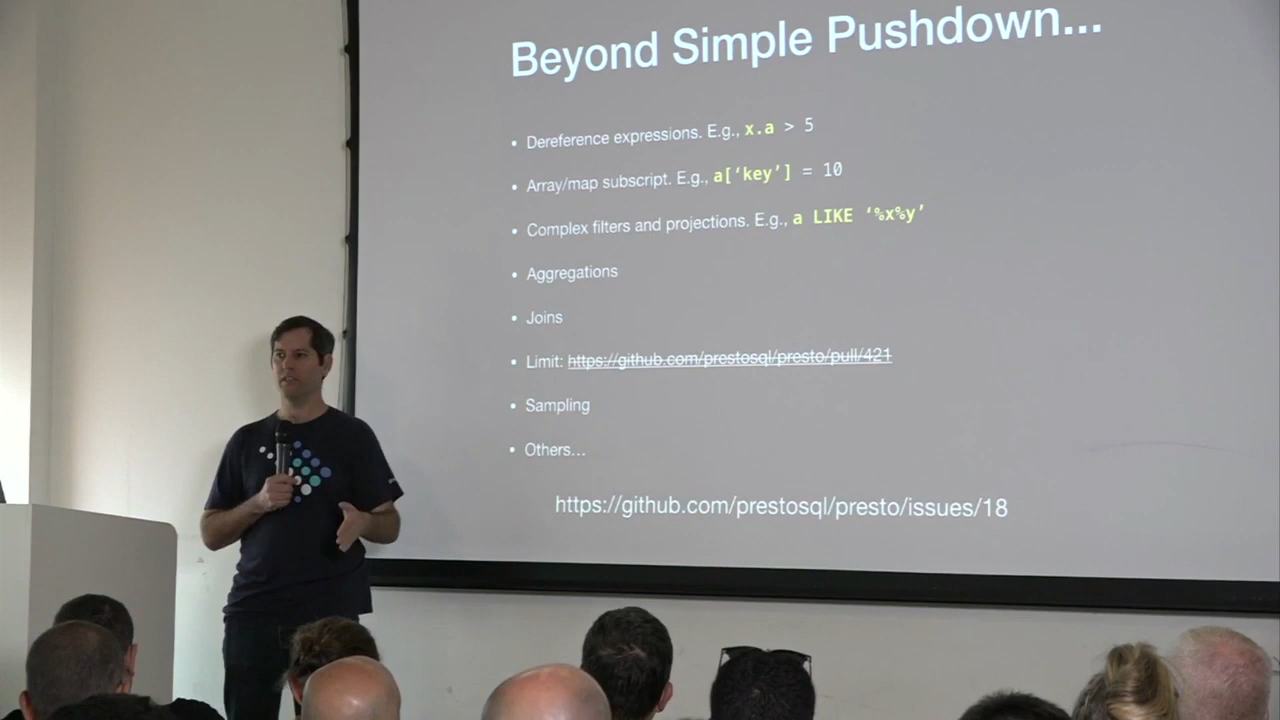 Beyond Simple Pushdown...
• Dereference expressions. E.g., x.a > 5
• Array/map subscript. E.g., a[‘key’] = 10
• Complex filters and projections. E.g., a LIKE ‘%x%y’
• Aggregations
• Joins
• Limit: https://github.com/prestosql/presto/pull/421
• Sampling
• Others...
https://github.com/prestosql/presto/issues/18